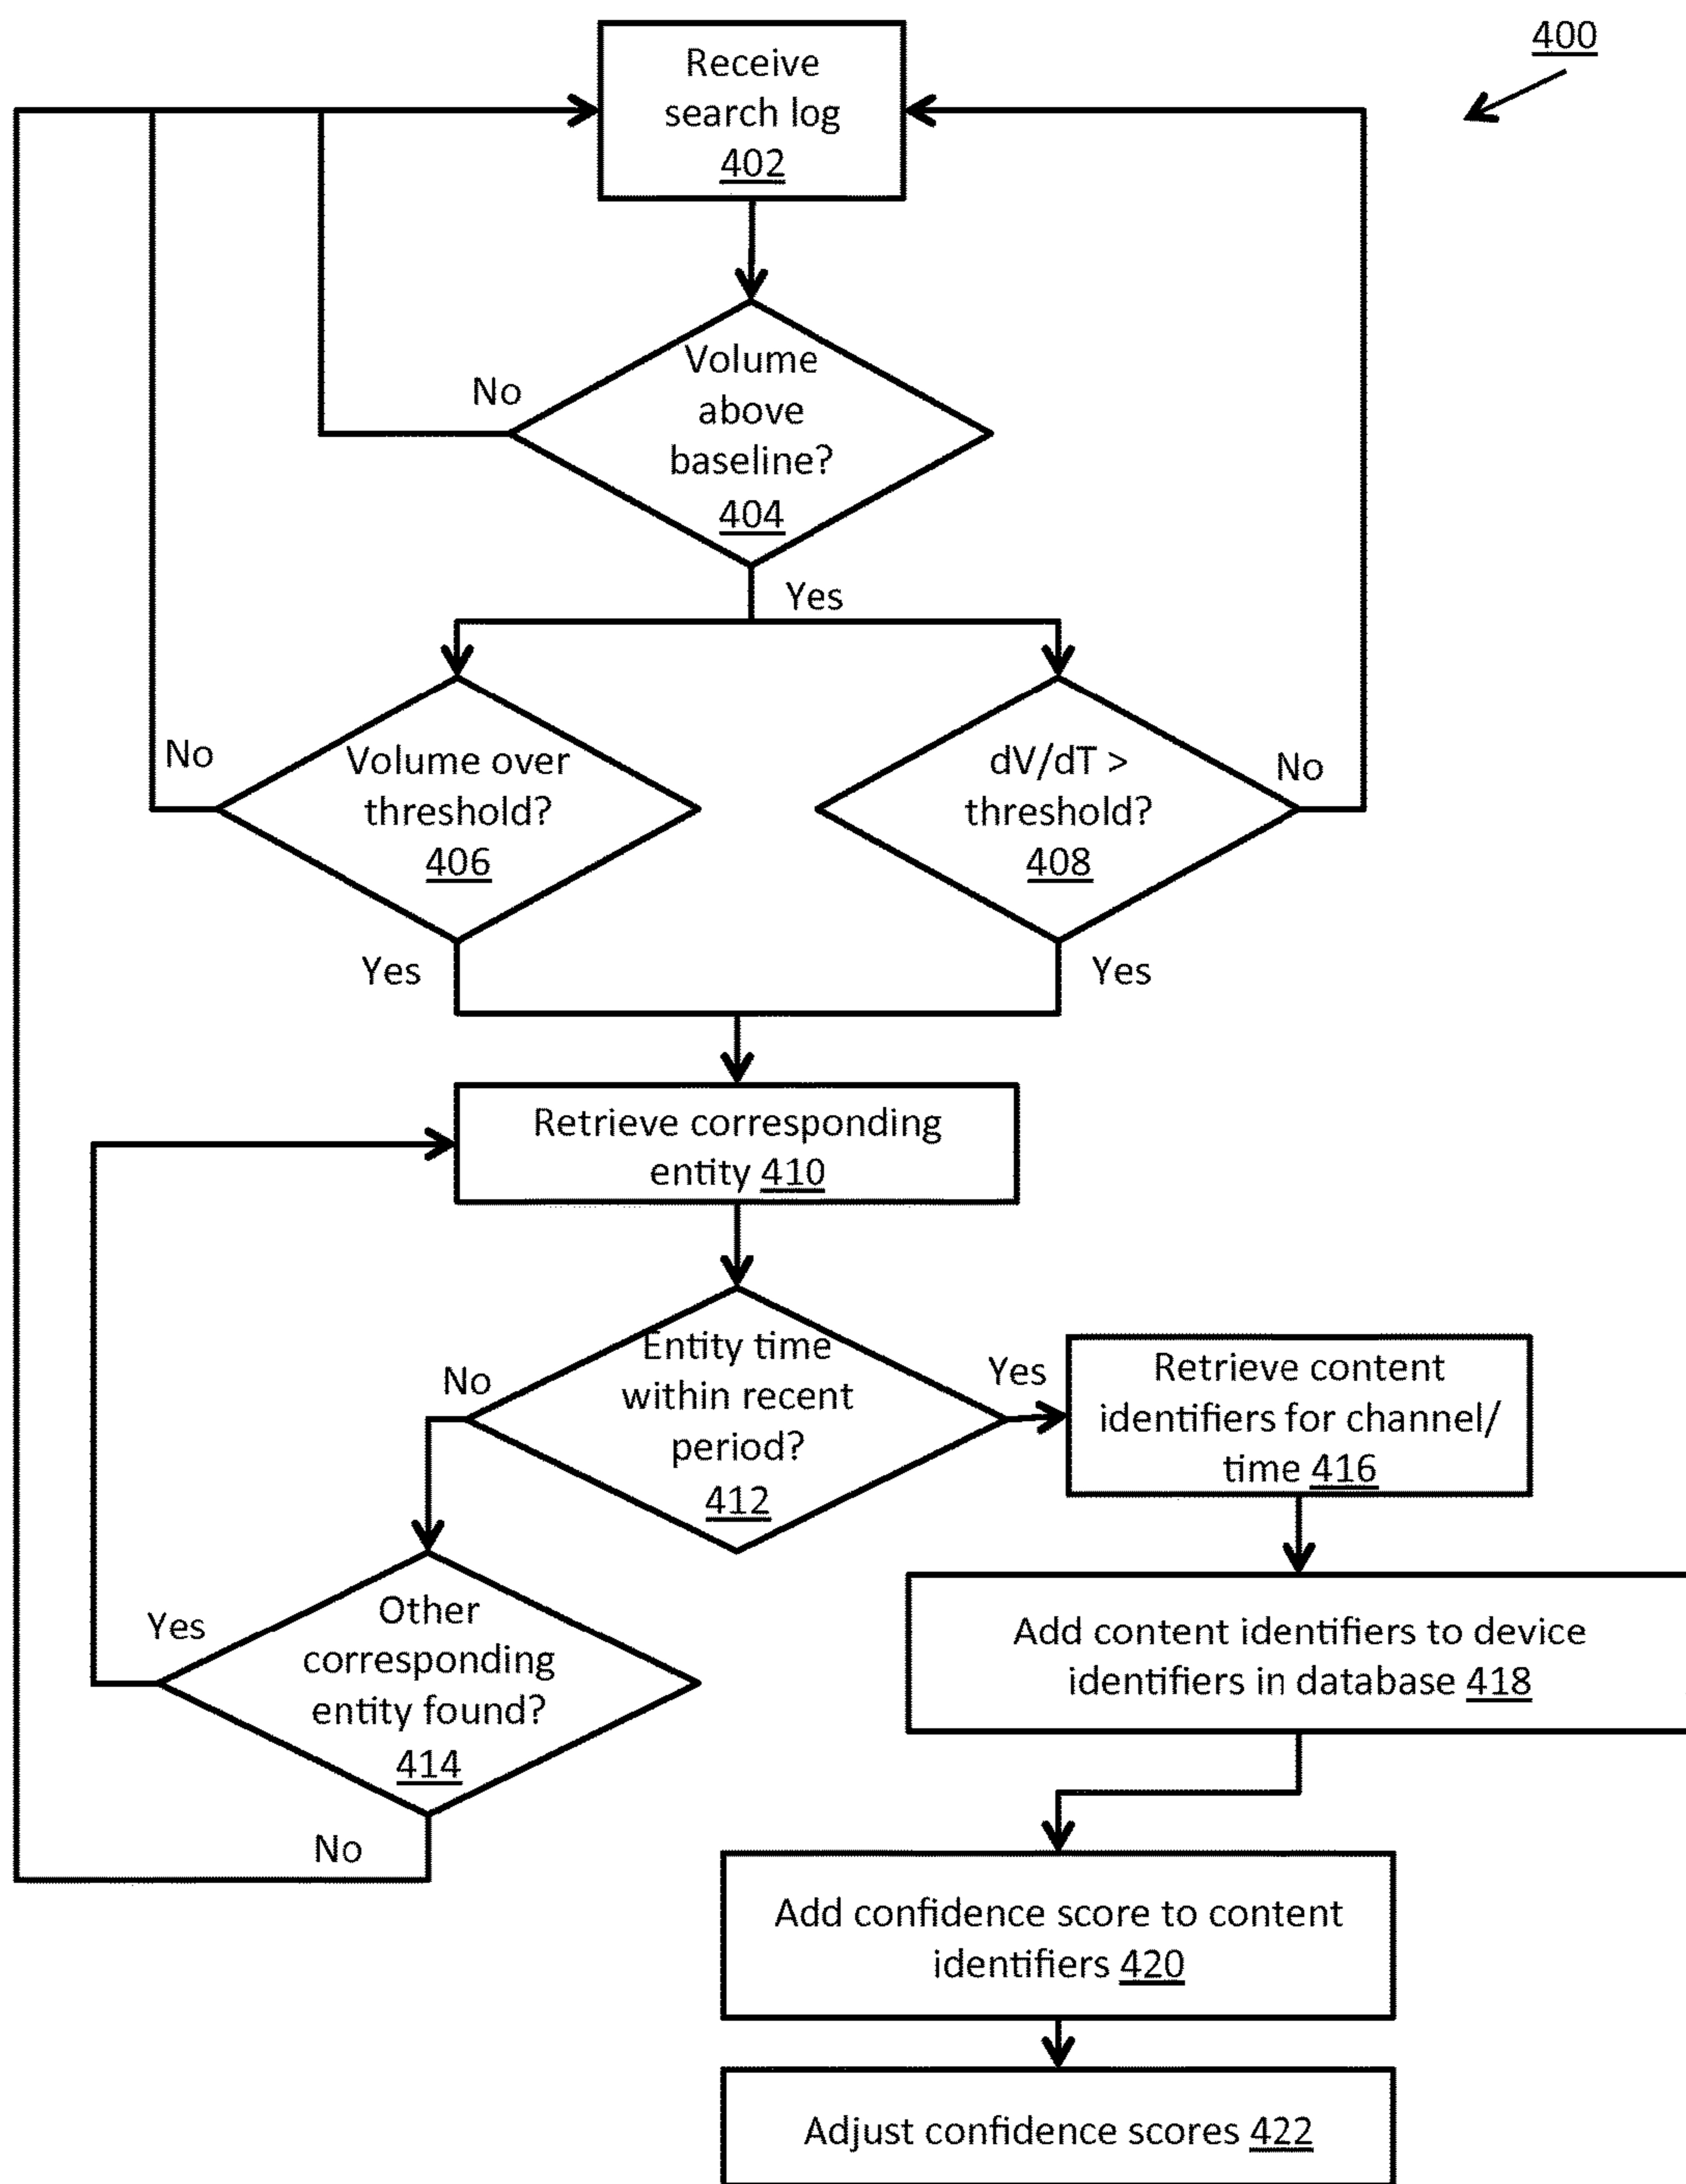 400
Receive
search log
402
Volume
above
baseline?
404
No
Yes
Volume over
threshold?
406
No
Yes
dV/dT >
threshold?
408
No
Yes
Retrieve corresponding
entity 410
Entity time
within recent
period?
412
No
Yes
Retrieve content
identifiers for channel/
time 416
Other
corresponding
entity found?
414
Yes
No
Add content identifiers to device
identifiers in database 418
Add confidence score to content
identifiers 420
Adjust confidence scores 422